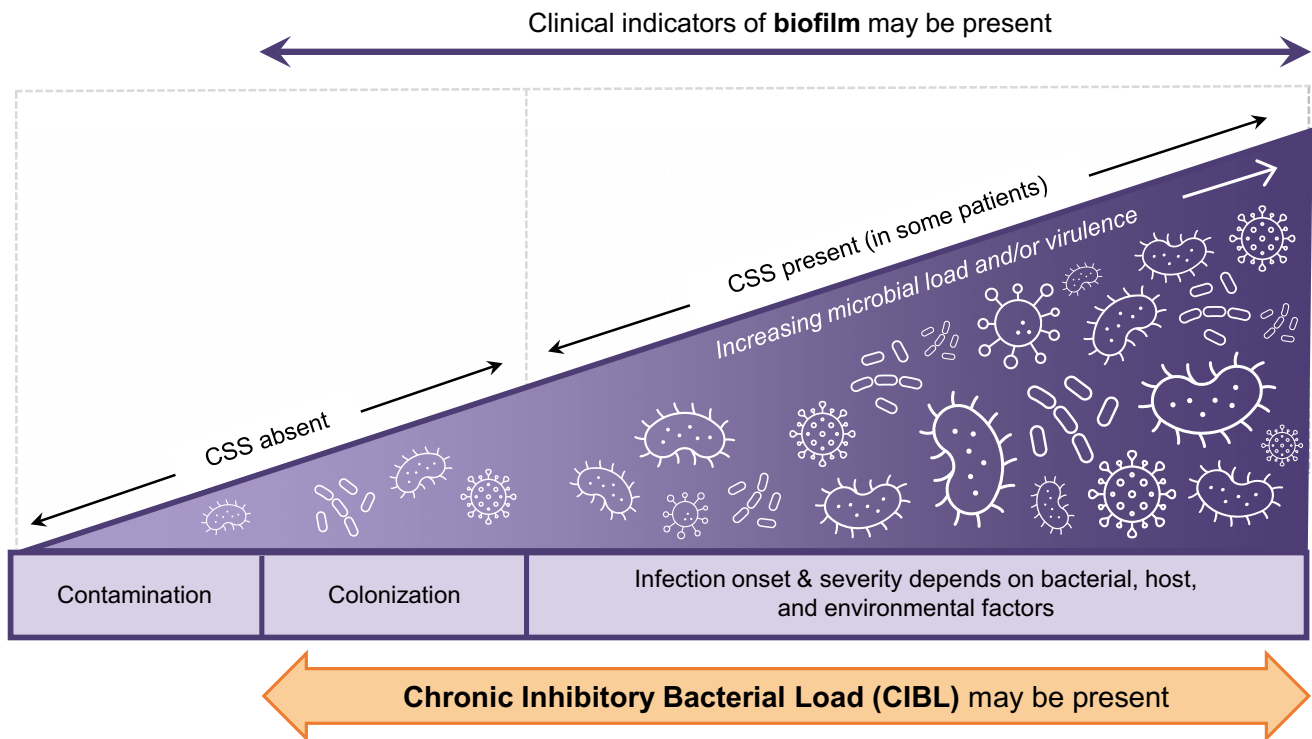 Clinical indicators of biofilm may be present
CSS present (in some patients)
Increasing microbial load and/or virulence
CSS absent
Contamination
Colonization
Infection onset & severity depends on bacterial, host,
and environmental factors
Chronic Inhibitory Bacterial Load (CIBL) may be present